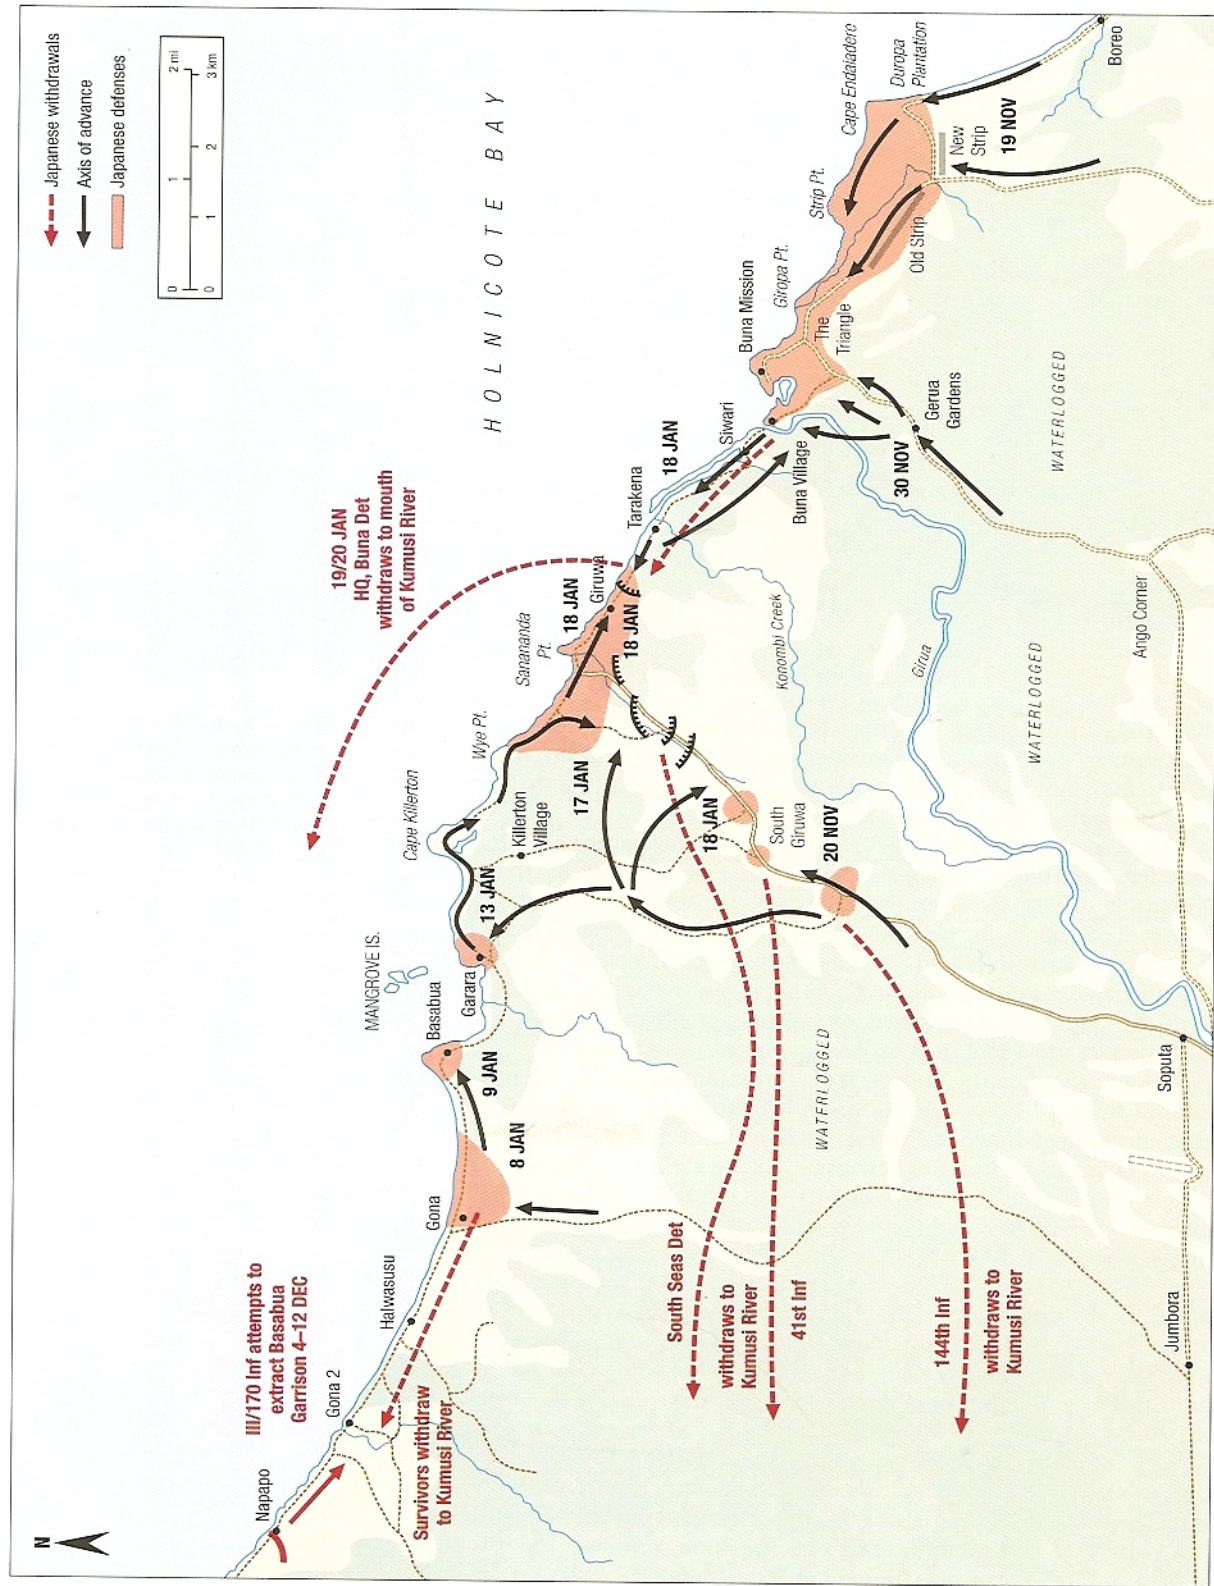 N
Napapo
III/170 Inf attempts to
extract Basabua
Garrison 4–12 DEC
Gona 2
Halwasusu
Survivors withdraw
to Kumusi River
Gona
8 JAN
9 JAN
Basabua
MANGROVE IS.
Garara
13 JAN
Cape Killerton
Killerton
Village
Wye Pt.
17 JAN
19/20 JAN
HQ, Buna Det
withdraws to mouth
of Kumusi River
Sanananda
Pt.
18 JAN
Giruwa
18 JAN
Tarakena
18 JAN
Siwari
HOLNICOTE BAY
Japanese withdrawals
Axis of advance
Japanese defenses
0 1 2 mi
0 1 2 3 km
Buna Mission
Giropa Pt.
Strip Pt.
Cape Endaiadere
Duropa
Plantation
The
Triangle
Old Strip
New
Strip
19 NOV
Boreo
Buna Village
30 NOV
Gerua
Gardens
WATERLOGGED
Konombi Creek
Girua
WATERLOGGED
Ango Corner
18 JAN
South
Giruwa
20 NOV
South Seas Det
withdraws to
Kumusi River
41st Inf
WATERLOGGED
144th Inf
withdraws to
Kumusi River
Soputa
Jumbora